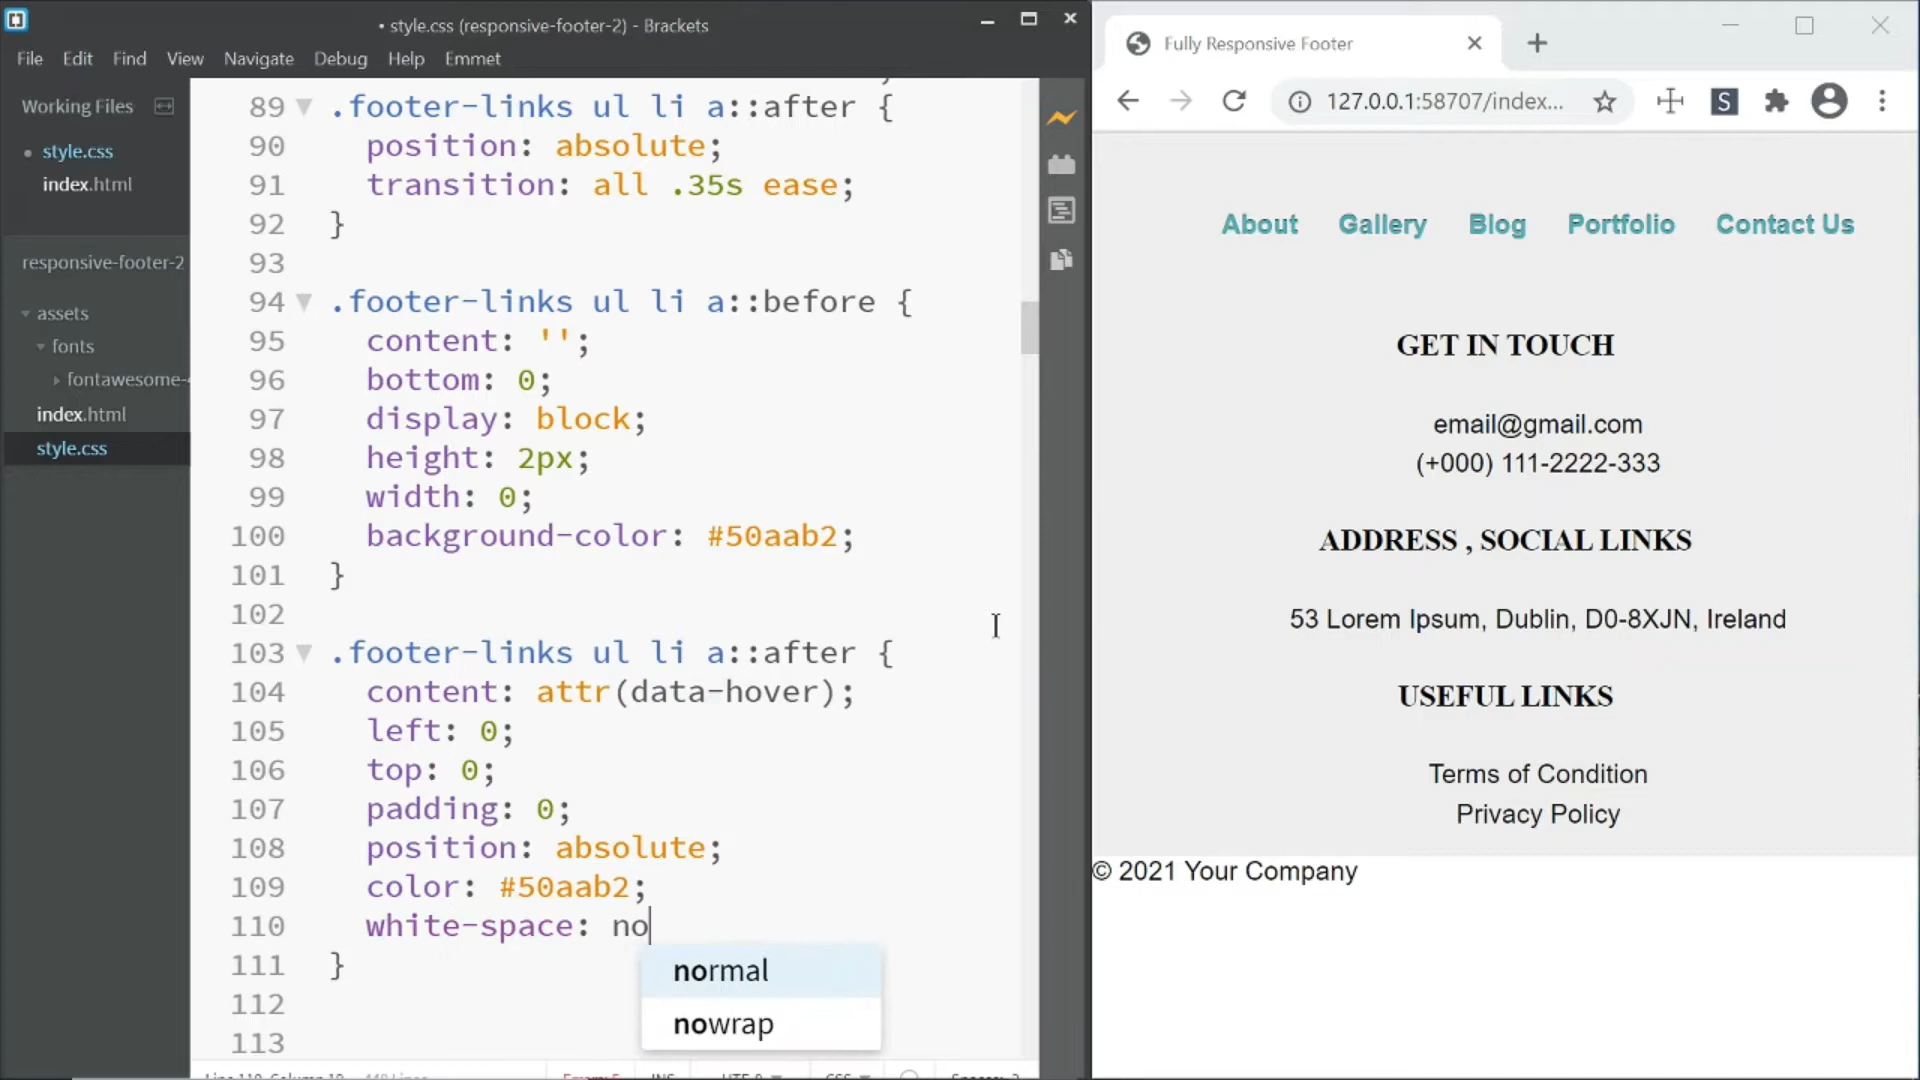 • style.css (responsive-footer-2) - Brackets
File Edit Find View Navigate Debug Help Emmet
Working Files
style.css
index.html
responsive-footer-2
assets
fonts
fontawesome-
index.html
style.css
89 .footer-links ul li a::after {
90 position: absolute;
91 transition: all .35s ease;
92 }
93
94 .footer-links ul li a::before {
95 content: '';
96 bottom: 0;
97 display: block;
98 height: 2px;
99 width: 0;
100 background-color: #50aab2;
101 }
102
103 .footer-links ul li a::after {
104 content: attr(data-hover);
105 left: 0;
106 top: 0;
107 padding: 0;
108 position: absolute;
109 color: #50aab2;
110 white-space: no
111 }
112
113
normal
nowrap
Fully Responsive Footer
127.0.0.1:58707/index...
S
About Gallery Blog Portfolio Contact Us
GET IN TOUCH
email@gmail.com
(+000) 111-2222-333
ADDRESS , SOCIAL LINKS
53 Lorem Ipsum, Dublin, D0-8XJN, Ireland
USEFUL LINKS
Terms of Condition
Privacy Policy
© 2021 Your Company